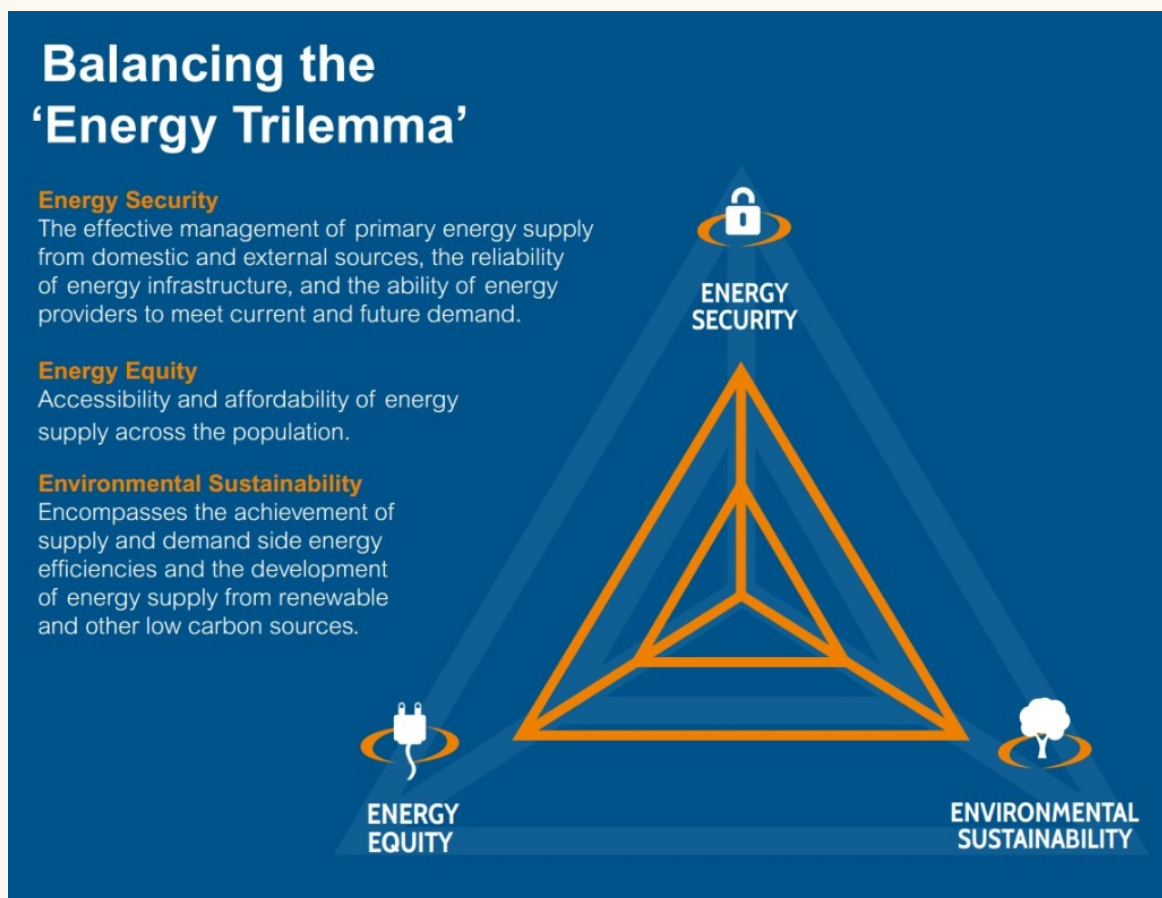 Balancing the
‘Energy Trilemma’
Energy Security
The effective management of primary energy supply
from domestic and external sources, the reliability
of energy infrastructure, and the ability of energy
providers to meet current and future demand.
Energy Equity
Accessibility and affordability of energy
supply across the population.
Environmental Sustainability
Encompasses the achievement of
supply and demand side energy
efficiencies and the development
of energy supply from renewable
and other low carbon sources.
ENERGY
SECURITY
ENERGY
EQUITY
ENVIRONMENTAL
SUSTAINABILITY